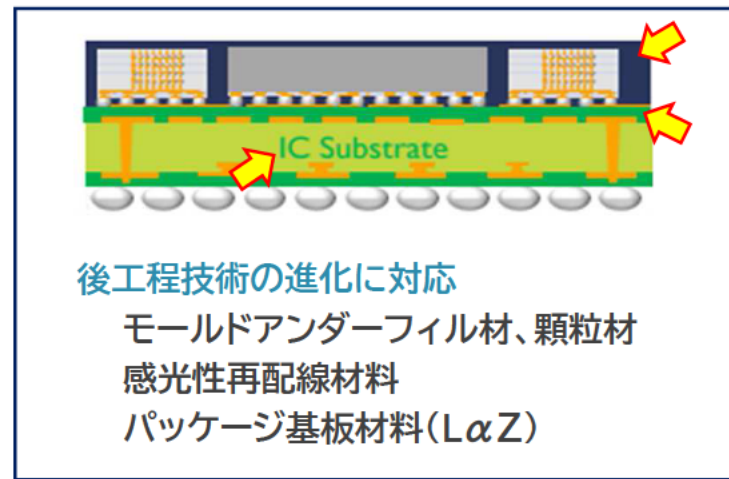 IC Substrate
後工程技術の進化に対応
モールドアンダーフィル材、顆粒材
感光性再配線材料
パッケージ基板材料(LαZ)